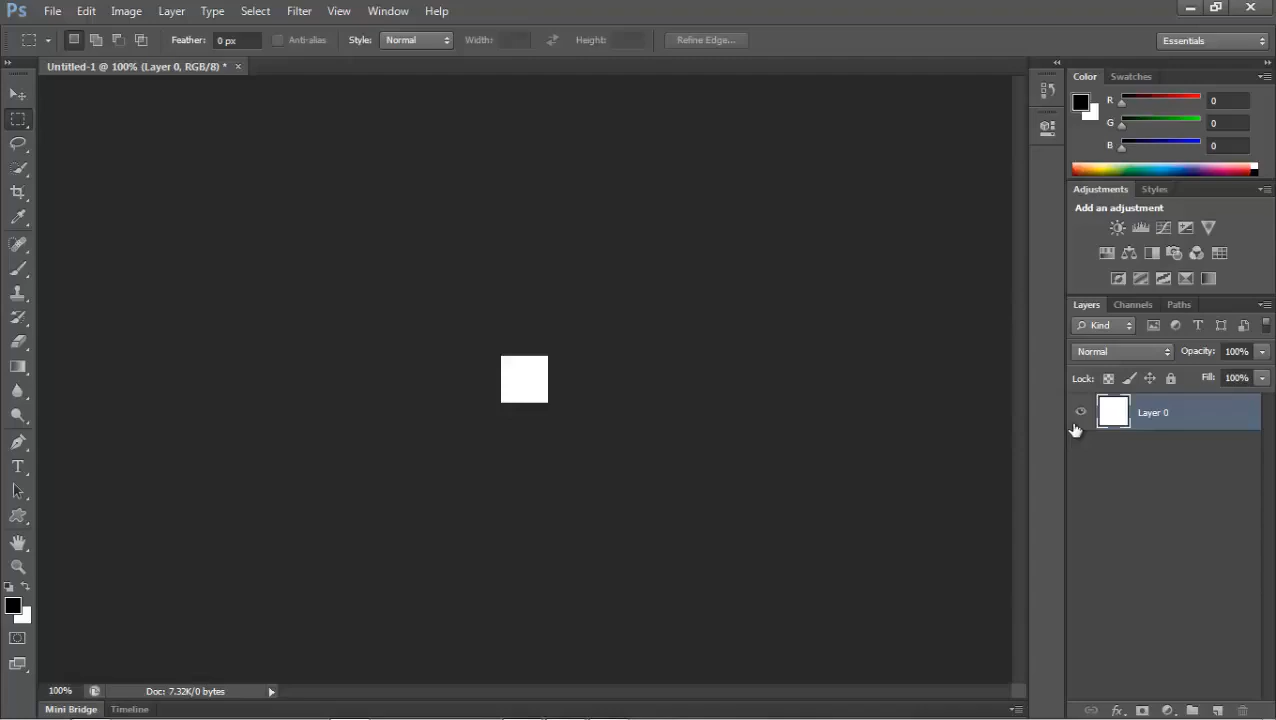 Ps File Edit Image Layer Type Select Filter View Window Help
Feather: 0 px Anti-alias Style: Normal Width: Height: Refine Edge... Essentials
Untitled-1 @ 100% (Layer 0, RGB/8) * ×
Color Swatches
R 0
G 0
B 0
Adjustments Styles
Add an adjustment
Layers Channels Paths
Kind T
Normal Opacity: 100%
Lock: Fill: 100%
Layer 0
T
100% Doc: 7.32K/0 bytes
Mini Bridge Timeline
fx